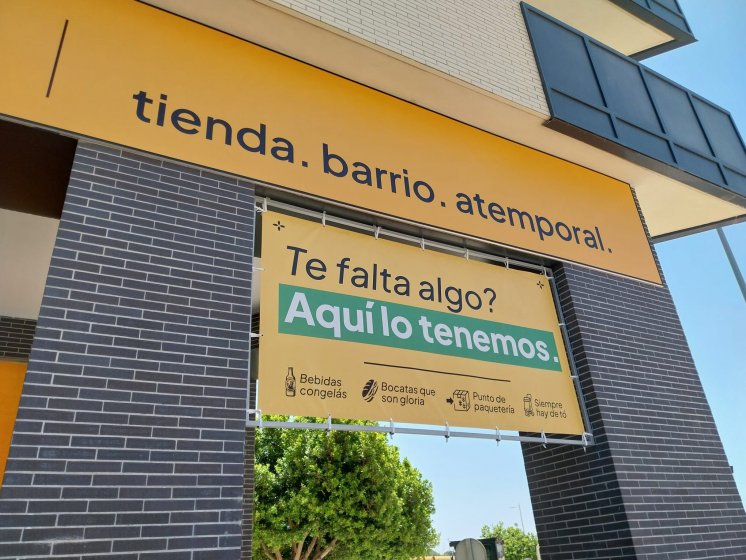 tienda. barrio. atemporal.
Te falta algo?
Aquí lo tenemos.
Bebidas
congelás
Bocatas que
son gloria
Punto de
paquetería
Siempre
hay de tó